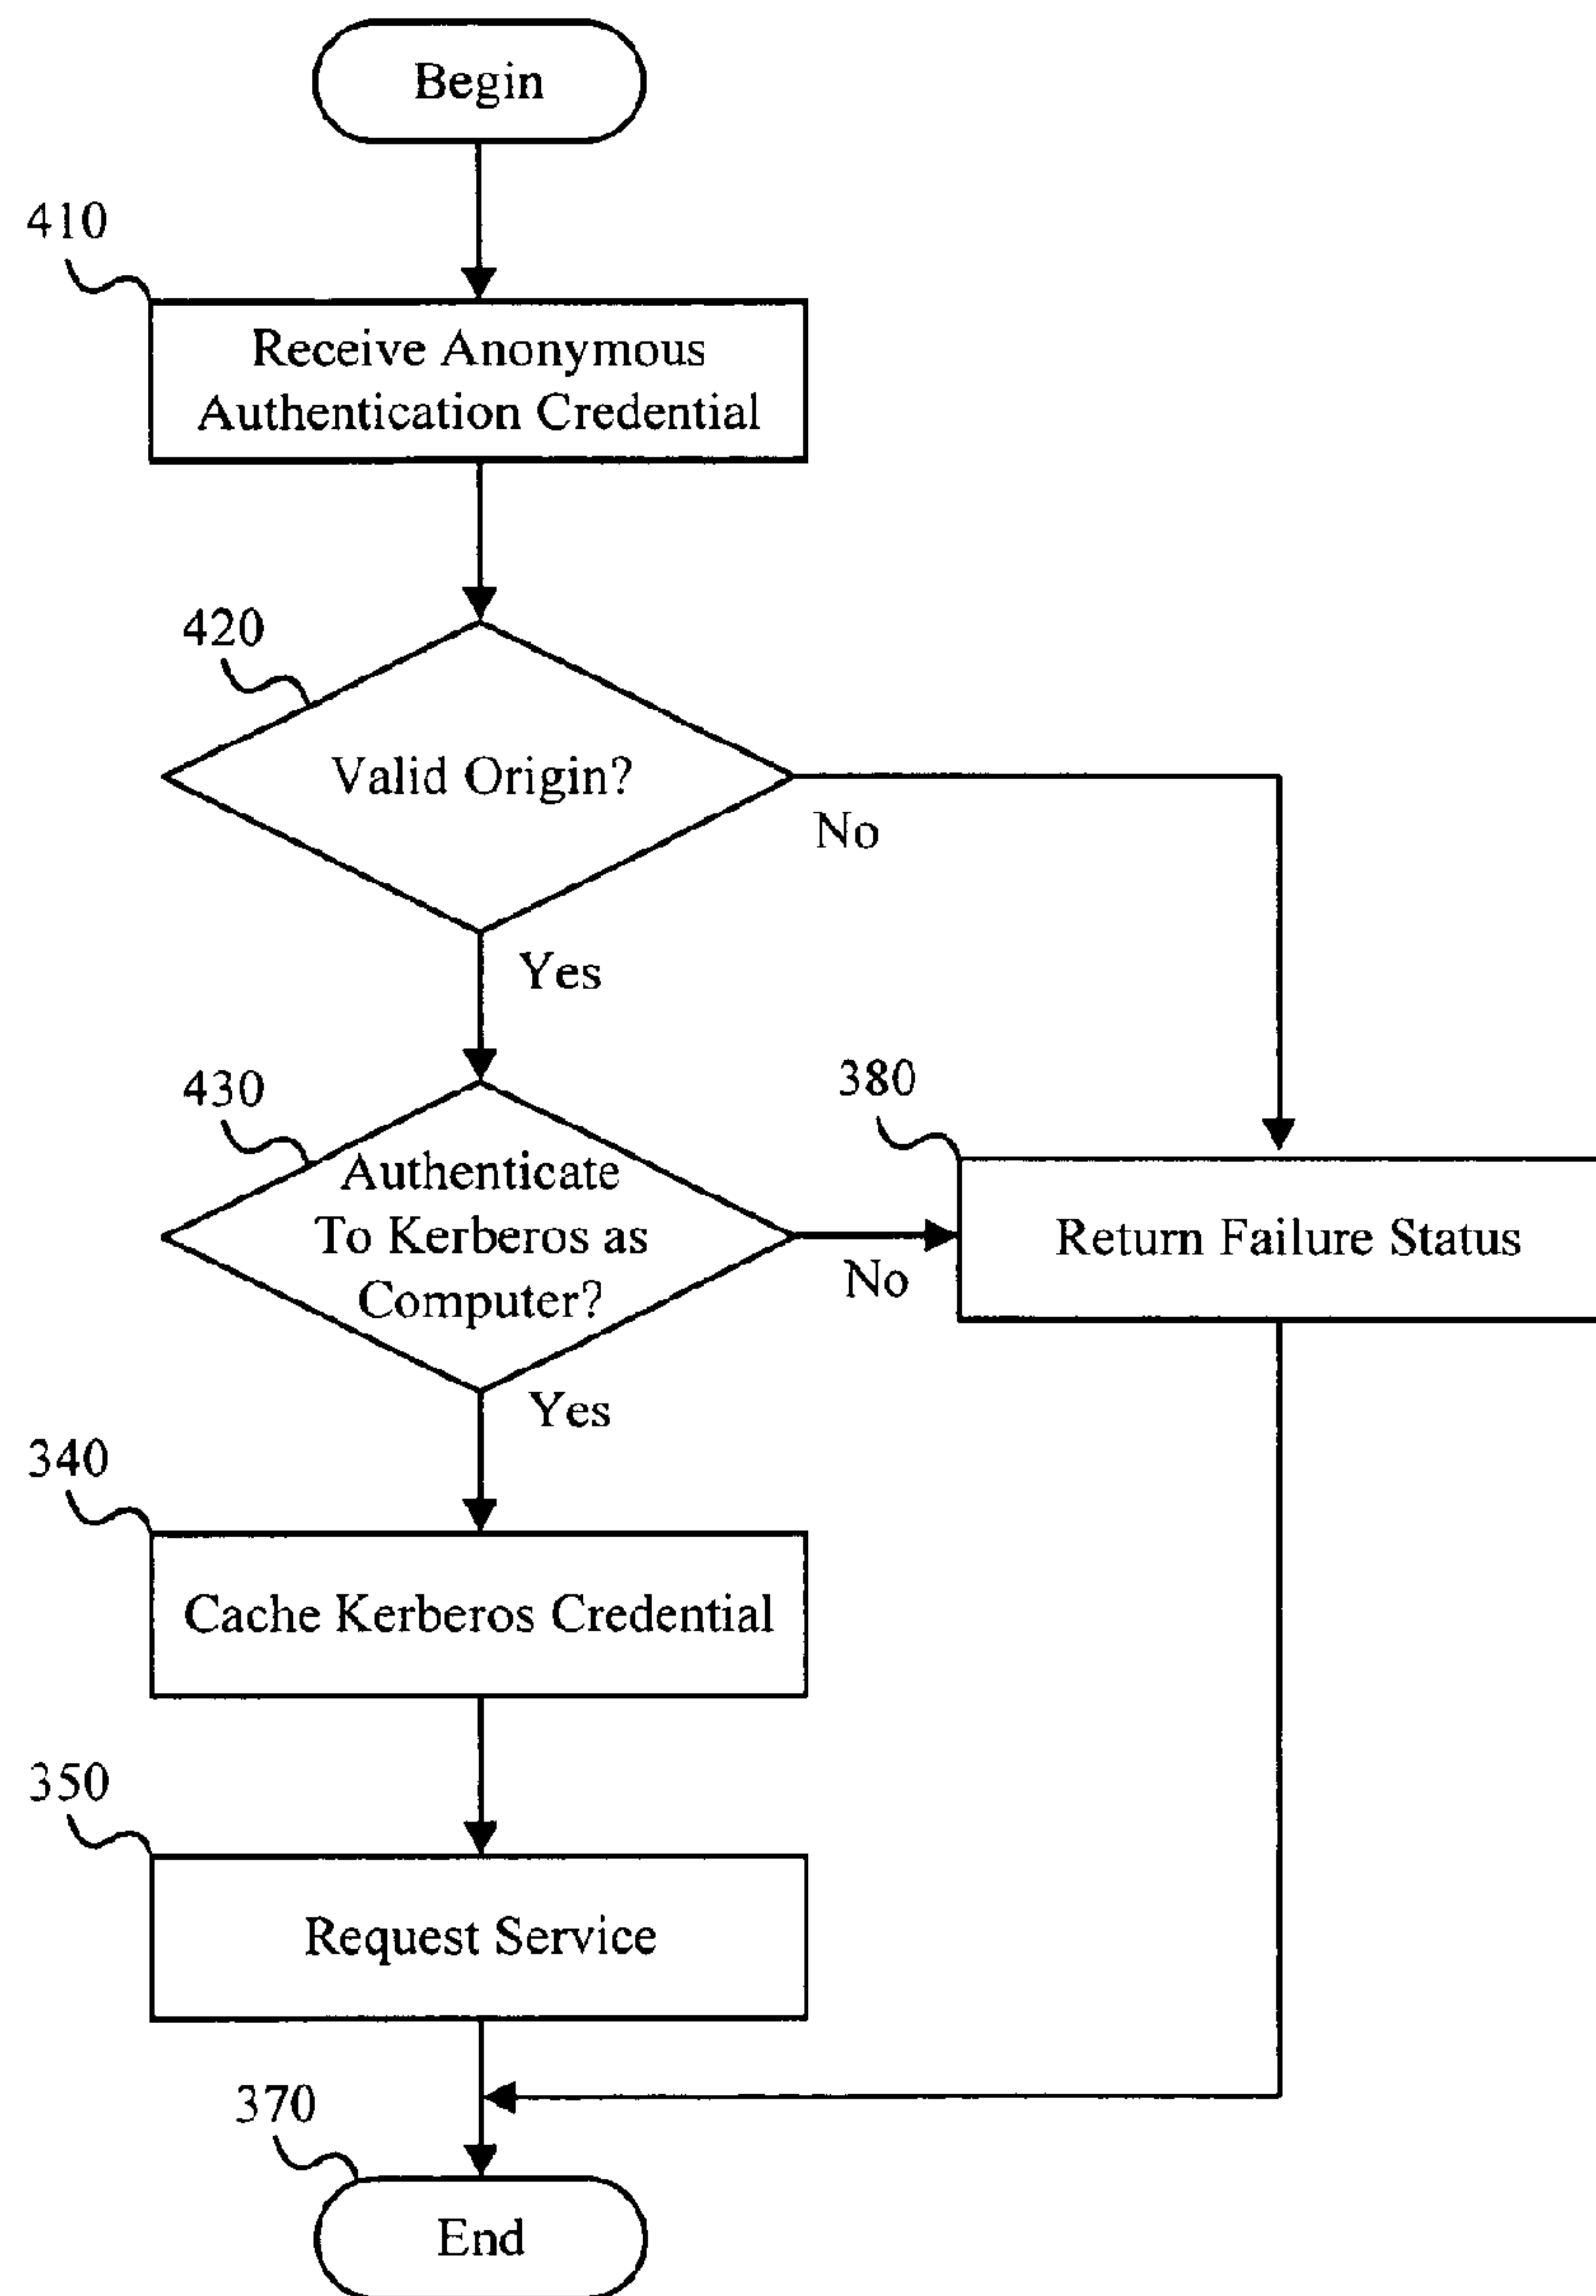 Begin
410
Receive Anonymous
Authentication Credential
420
Valid Origin?
No
Yes
430
Authenticate
To Kerberos as
Computer?
No
380
Return Failure Status
Yes
340
Cache Kerberos Credential
350
Request Service
370
End